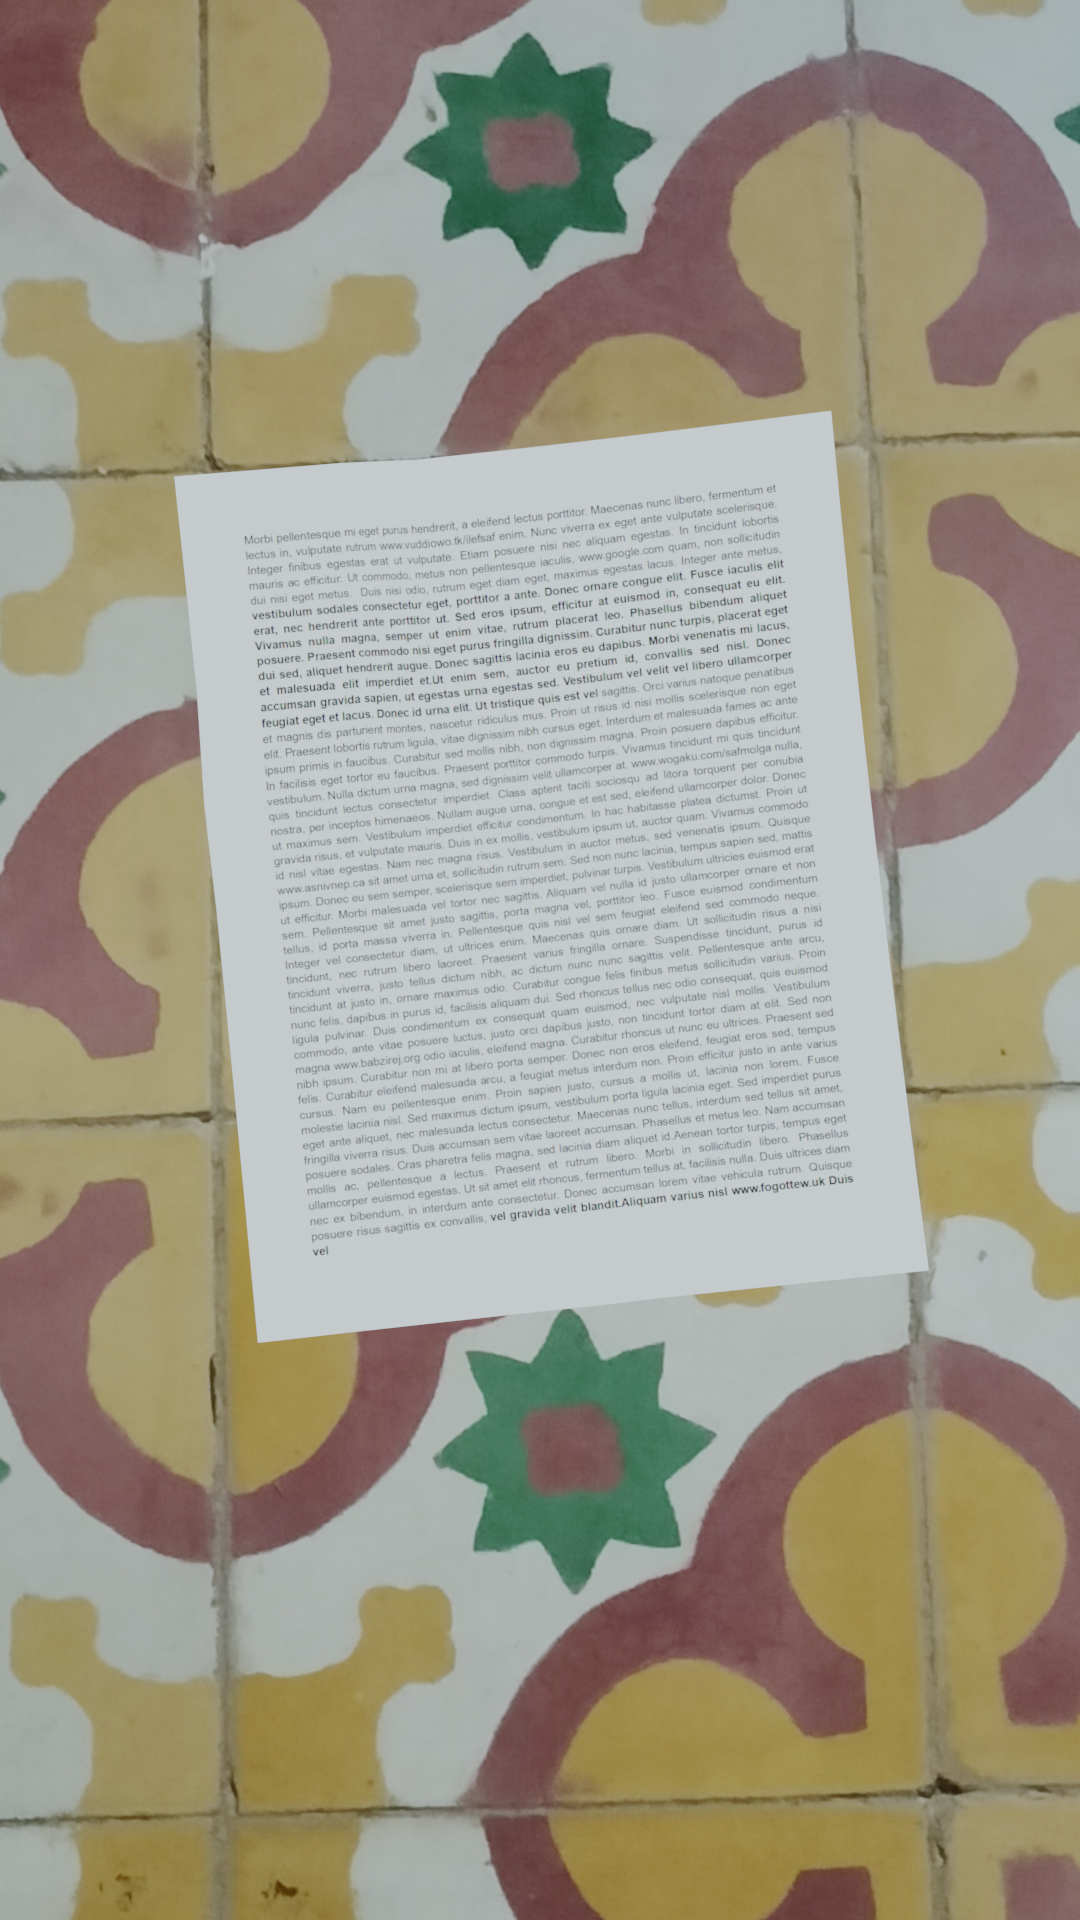 Morbi pellentesque mi eget purus hendrerit, a eleifend lectus porttitor. Maecenas nunc libero, fermentum et
lectus in, vulputate rutrum www.vuddiowo.tk/ilefsaf enim. Nunc viverra ex eget ante vulputate scelerisque.
Integer finibus egestas erat ut vulputate. Etiam posuere nisi nec aliquam egestas. In tincidunt lobortis
mauris ac efficitur. Ut commodo, metus non pellentesque iaculis, www.google.com quam, non sollicitudin
dui nisi eget metus. Duis nisi odio, rutrum eget diam eget, maximus egestas lacus. Integer ante metus,
vestibulum sodales consectetur eget, porttitor a ante. Donec ornare congue elit. Fusce iaculis elit
erat, nec hendrerit ante porttitor ut. Sed eros ipsum, efficitur at euismod in, consequat eu elit.
Vivamus nulla magna, semper ut enim vitae, rutrum placerat leo. Phasellus bibendum aliquet
posuere. Praesent commodo nisi eget purus fringilla dignissim. Curabitur nunc turpis, placerat eget
dui sed, aliquet hendrerit augue. Donec sagittis lacinia eros eu dapibus. Morbi venenatis mi lacus,
et malesuada elit imperdiet et.Ut enim sem, auctor eu pretium id, convallis sed nisl. Donec
accumsan gravida sapien, ut egestas urna egestas sed. Vestibulum vel velit vel libero ullamcorper
feugiat eget et lacus. Donec id urna elit. Ut tristique quis est vel sagittis. Orci varius natoque penatibus
et magnis dis parturient montes, nascetur ridiculus mus. Proin ut risus id nisi mollis scelerisque non eget
elit. Praesent lobortis rutrum ligula, vitae dignissim nibh cursus eget. Interdum et malesuada fames ac ante
ipsum primis in faucibus. Curabitur sed mollis nibh, non dignissim magna. Proin posuere dapibus efficitur.
In facilisis eget tortor eu faucibus. Praesent porttitor commodo turpis. Vivamus tincidunt mi quis tincidunt
vestibulum. Nulla dictum urna magna, sed dignissim velit ullamcorper at. www.wogaku.com/safmolga nulla,
quis tincidunt lectus consectetur imperdiet. Class aptent taciti sociosqu ad litora torquent per conubia
nostra, per inceptos himenaeos. Nullam augue urna, congue et est sed, eleifend ullamcorper dolor. Donec
ut maximus sem. Vestibulum imperdiet efficitur condimentum. In hac habitasse platea dictumst. Proin ut
gravida risus, et vulputate mauris. Duis in ex mollis, vestibulum ipsum ut, auctor quam. Vivamus commodo
id nisl vitae egestas. Nam nec magna risus. Vestibulum in auctor metus, sed venenatis ipsum. Quisque
www.asnivnep.ca sit amet urna et, sollicitudin rutrum sem. Sed non nunc lacinia, tempus sapien sed, mattis
ipsum. Donec eu sem semper, scelerisque sem imperdiet, pulvinar turpis. Vestibulum ultricies euismod erat
ut efficitur. Morbi malesuada vel tortor nec sagittis. Aliquam vel nulla id justo ullamcorper ornare et non
sem. Pellentesque sit amet justo sagittis, porta magna vel, porttitor leo. Fusce euismod condimentum
tellus, id porta massa viverra in. Pellentesque quis nisl vel sem feugiat eleifend sed commodo neque.
Integer vel consectetur diam, ut ultrices enim. Maecenas quis ornare diam. Ut sollicitudin risus a nisi
tincidunt, nec rutrum libero laoreet. Praesent varius fringilla ornare. Suspendisse tincidunt, purus id
tincidunt viverra, justo tellus dictum nibh, ac dictum nunc nunc sagittis velit. Pellentesque ante arcu,
tincidunt at justo in, ornare maximus odio. Curabitur congue felis finibus metus sollicitudin varius. Proin
nunc felis, dapibus in purus id, facilisis aliquam dui. Sed rhoncus tellus nec odio consequat, quis euismod
ligula pulvinar. Duis condimentum ex consequat quam euismod, nec vulputate nisl mollis. Vestibulum
commodo, ante vitae posuere luctus, justo orci dapibus justo, non tincidunt tortor diam at elit. Sed non
magna www.babzirej.org odio iaculis, eleifend magna. Curabitur rhoncus ut nunc eu ultrices. Praesent sed
nibh ipsum. Curabitur non mi at libero porta semper. Donec non eros eleifend, feugiat eros sed, tempus
felis. Curabitur eleifend malesuada arcu, a feugiat metus interdum non. Proin efficitur justo in ante varius
cursus. Nam eu pellentesque enim. Proin sapien justo, cursus a mollis ut, lacinia non lorem. Fusce
molestie lacinia nisl. Sed maximus dictum ipsum, vestibulum porta ligula lacinia eget. Sed imperdiet purus
eget ante aliquet, nec malesuada lectus consectetur. Maecenas nunc tellus, interdum sed tellus sit amet,
fringilla viverra risus. Duis accumsan sem vitae laoreet accumsan. Phasellus et metus leo. Nam accumsan
posuere sodales. Cras pharetra felis magna, sed lacinia diam aliquet id.Aenean tortor turpis, tempus eget
mollis ac, pellentesque a lectus. Praesent et rutrum libero. Morbi in sollicitudin libero. Phasellus
ullamcorper euismod egestas. Ut sit amet elit rhoncus, fermentum tellus at, facilisis nulla. Duis ultrices diam
nec ex bibendum, in interdum ante consectetur. Donec accumsan lorem vitae vehicula rutrum. Quisque
posuere risus sagittis ex convallis, vel gravida velit blandit.Aliquam varius nisl www.fogottew.uk Duis
vel